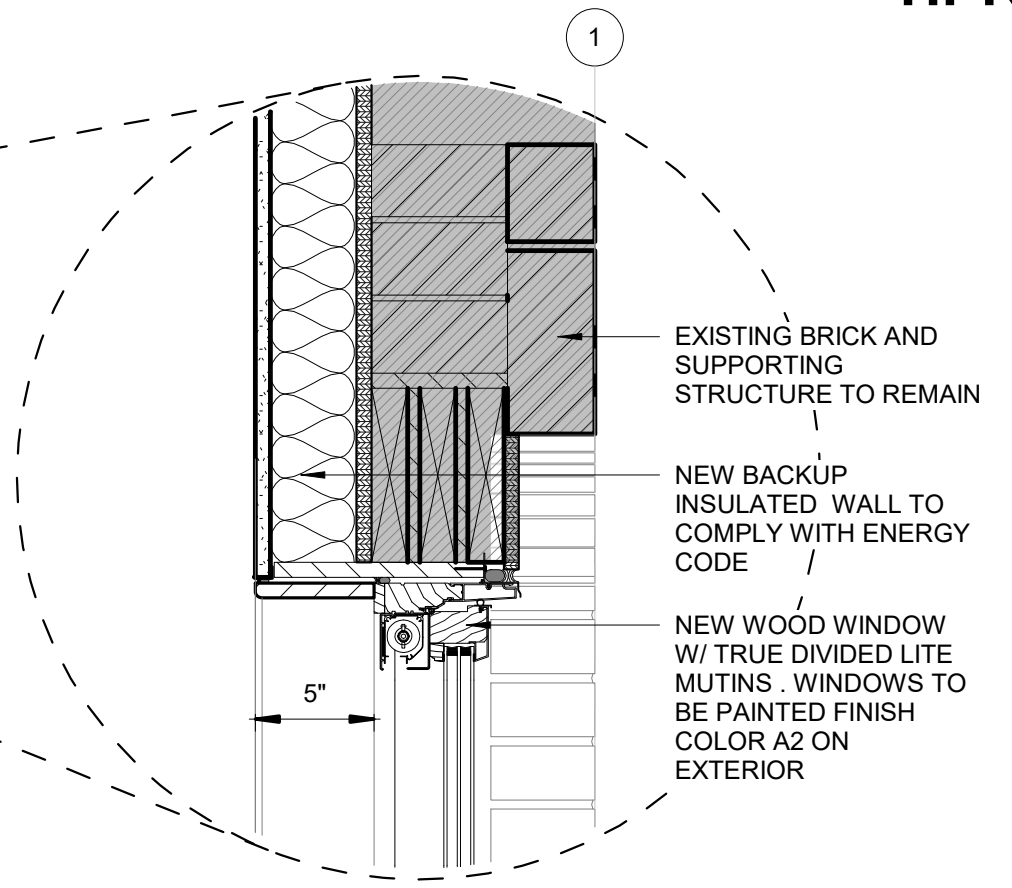 1
EXISTING BRICK AND
SUPPORTING
STRUCTURE TO REMAIN
NEW BACKUP
INSULATED WALL TO
COMPLY WITH ENERGY
CODE
NEW WOOD WINDOW
W/ TRUE DIVIDED LITE
MUTINS . WINDOWS TO
BE PAINTED FINISH
COLOR A2 ON
EXTERIOR
5"